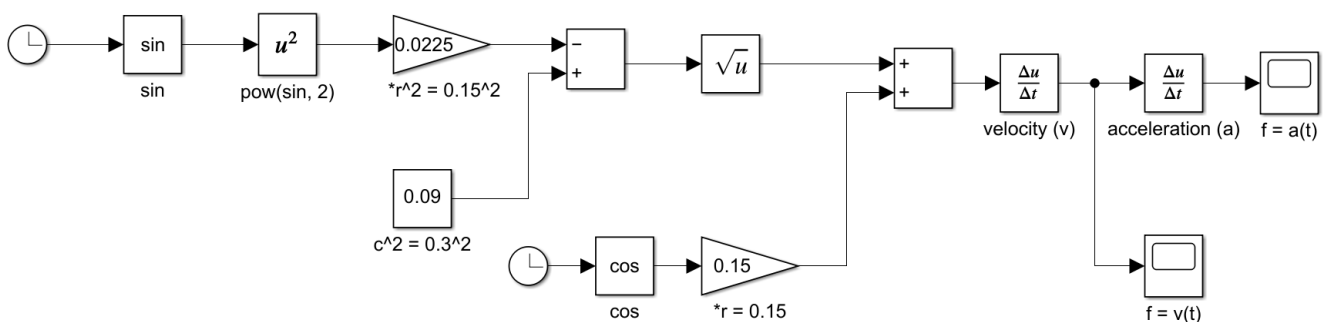 sin
sin
u²
pow(sin, 2)
0.0225
*r^2 = 0.15^2
−
+
√u
+
+
Δu
Δt
velocity (v)
Δu
Δt
acceleration (a)
f = a(t)
0.09
c^2 = 0.3^2
cos
cos
0.15
*r = 0.15
f = v(t)